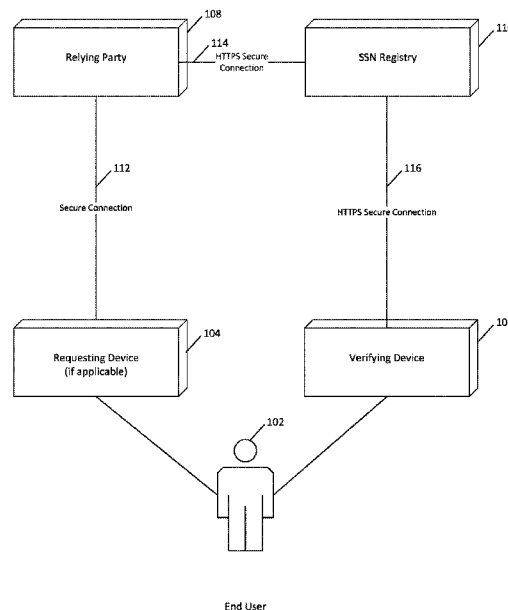 108
114
Relying Party
HTTPS Secure
Connection
SSN Registry
112
116
Secure Connection
HTTPS Secure Connection
104
Requesting Device
(if applicable)
Verifying Device
102
End User